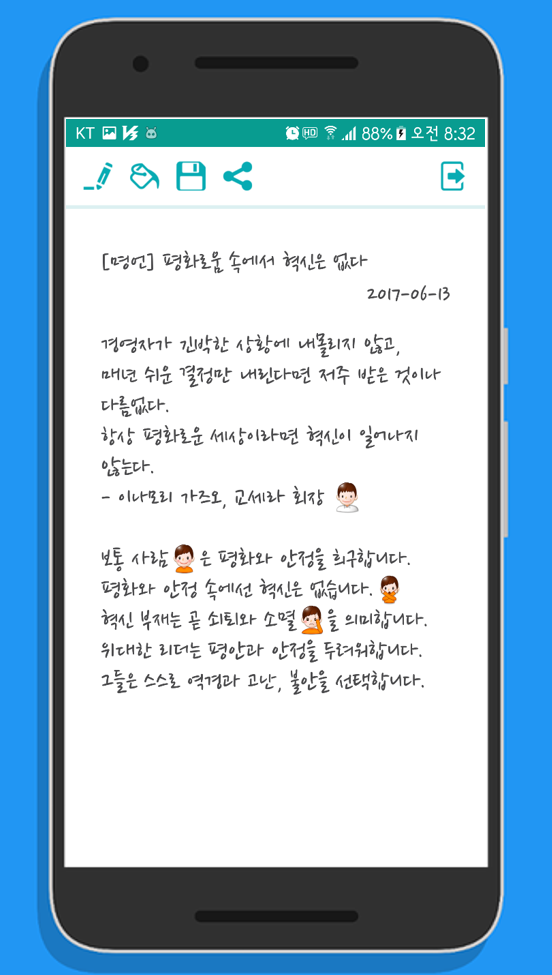 KT HD 88% 오전 8:32
[명언] 평화로움 속에서 혁신은 없다
2017-06-13
경영자가 긴박한 상황에 내몰리지 않고,
매년 쉬운 결정만 내린다면 저주 받은 것이나
다름없다.
항상 평화로운 세상이라면 혁신이 일어나지
않는다.
- 이나모리 가즈오, 교세라 회장
보통 사람은 평화와 안정을 희구합니다.
평화와 안정 속에선 혁신은 없습니다.
혁신 부재는 곧 쇠퇴와 소멸을 의미합니다.
위대한 리더는 평안과 안정을 두려워합니다.
그들은 스스로 역경과 고난, 불안을 선택합니다.